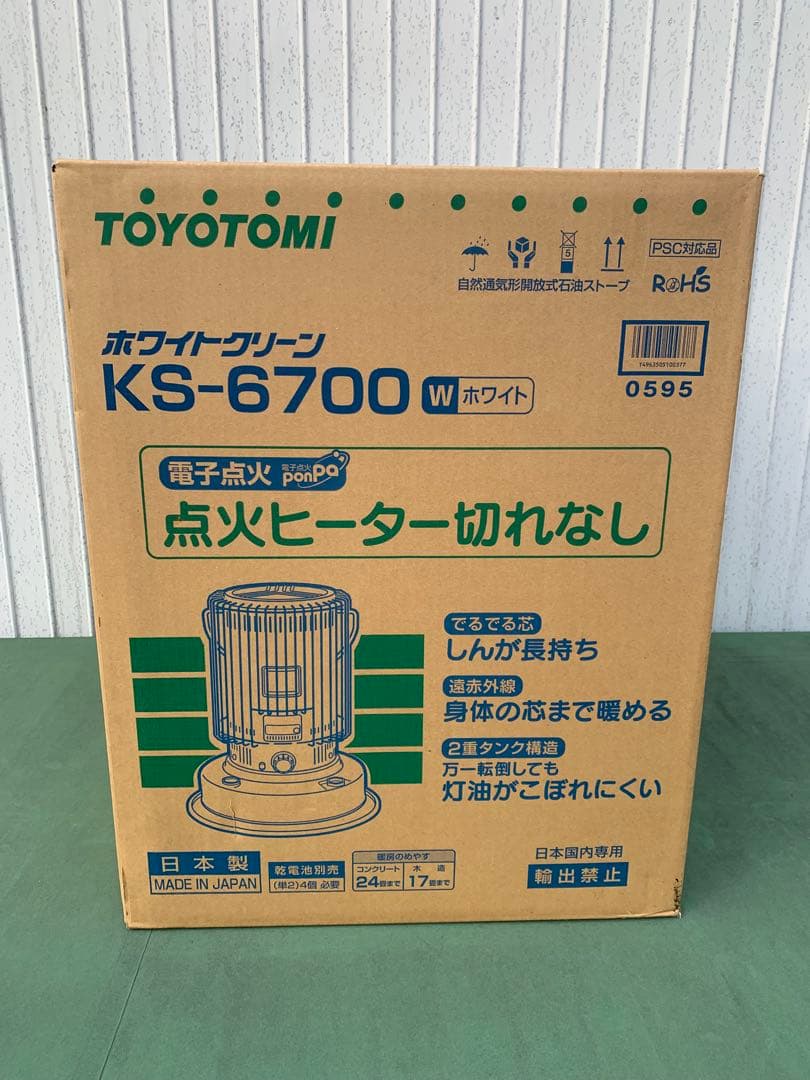 TOYOTOMI
5
PSC対応品
自然通気形開放式石油ストーブ
RoHS
ホワイトクリーン
KS-6700 W ホワイト
Y4963505100377
0595
電子点火 電子点火 ponpa
点火ヒーター切れなし
でるでる芯
しんが長持ち
遠赤外線
身体の芯まで暖める
2重タンク構造
万一転倒しても
灯油がこぼれにくい
日本製
MADE IN JAPAN
乾電池別売
(単2)4個 必要
暖房のめやす
コンクリート 木造
24畳まで 17畳まで
日本国内専用
輸出禁止